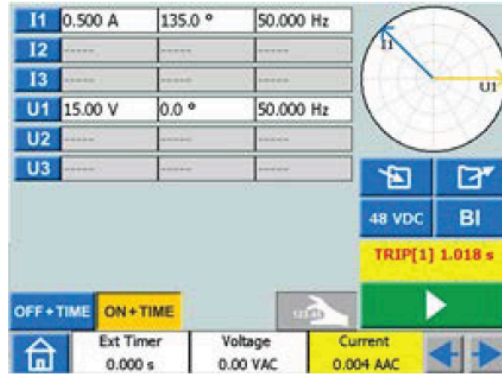 I1 0.500 A 135.0 ° 50.000 Hz
I2 ----- ----- -----
I3 ----- ----- -----
U1 15.00 V 0.0 ° 50.000 Hz
U2 ----- ----- -----
U3 ----- ----- -----
I1
U1
48 VDC BI
TRIP[1] 1.018 s
OFF+TIME ON+TIME 123.45
Ext Timer Voltage Current
0.000 s 0.00 VAC 0.004 AAC